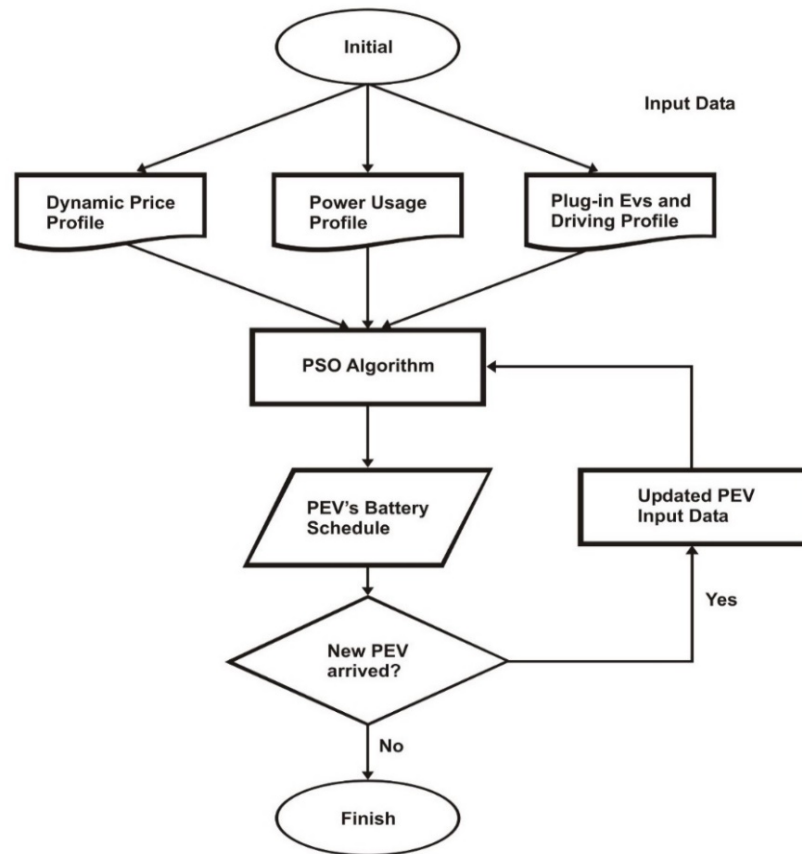 Initial
Input Data
Dynamic Price
Profile
Power Usage
Profile
Plug-in Evs and
Driving Profile
PSO Algorithm
PEV's Battery
Schedule
Updated PEV
Input Data
Yes
New PEV
arrived?
No
Finish